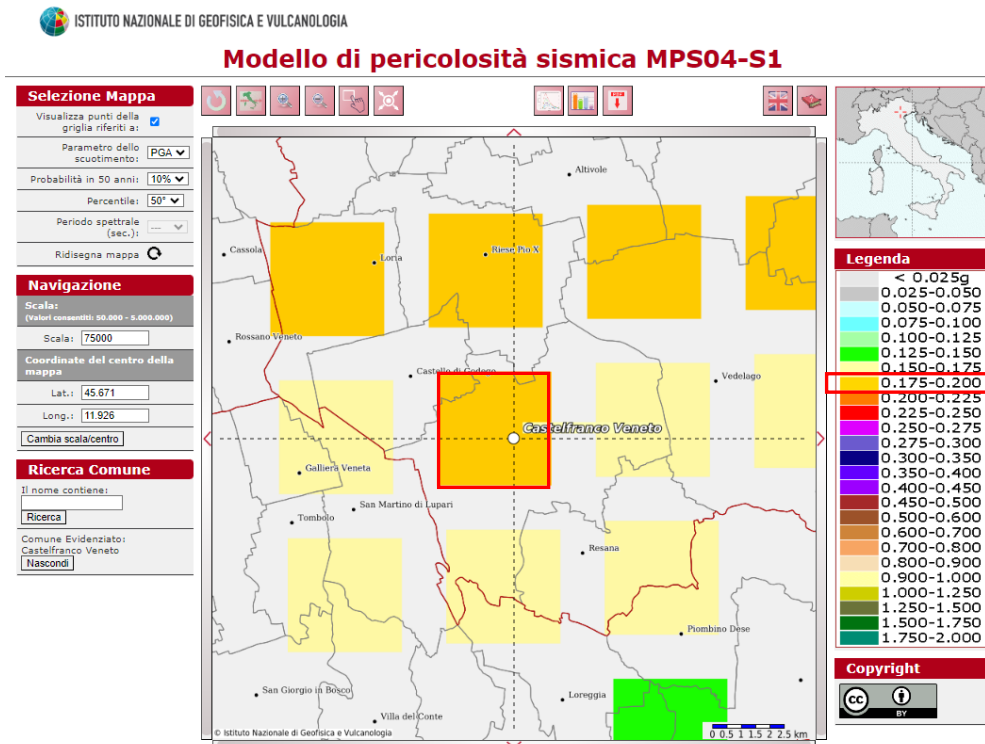 ISTITUTO NAZIONALE DI GEOFISICA E VULCANOLOGIA
Modello di pericolosità sismica MPS04-S1
Selezione Mappa
Visualizza punti della
griglia riferiti a:
Parametro dello
scuotimento: PGA
Probabilità in 50 anni: 10%
Percentile: 50°
Periodo spettrale
(sec.): ---
Ridisegna mappa
Navigazione
Scala:
(Valori consentiti: 50.000 - 5.000.000)
Scala: 75000
Coordinate del centro della
mappa
Lat.: 45.671
Long.: 11.926
Cambia scala/centro
Ricerca Comune
Il nome contiene:
Ricerca
Comune Evidenziato:
Castelfranco Veneto
Nascondi
Altivole
Cassola
Loria
Riese Pio X
Rossano Veneto
Castello di Godego
Vedelago
Castelfranco Veneto
Galliera Veneta
San Martino di Lupari
Tombolo
Resana
Piombino Dese
San Giorgio in Bosco
Loreggia
Villa del Conte
© Istituto Nazionale di Geofisica e Vulcanologia
0 0.5 1 1.5 2 2.5 km
PDF
Legenda
< 0.025g
0.025-0.050
0.050-0.075
0.075-0.100
0.100-0.125
0.125-0.150
0.150-0.175
0.175-0.200
0.200-0.225
0.225-0.250
0.250-0.275
0.275-0.300
0.300-0.350
0.350-0.400
0.400-0.450
0.450-0.500
0.500-0.600
0.600-0.700
0.700-0.800
0.800-0.900
0.900-1.000
1.000-1.250
1.250-1.500
1.500-1.750
1.750-2.000
Copyright
cc
BY